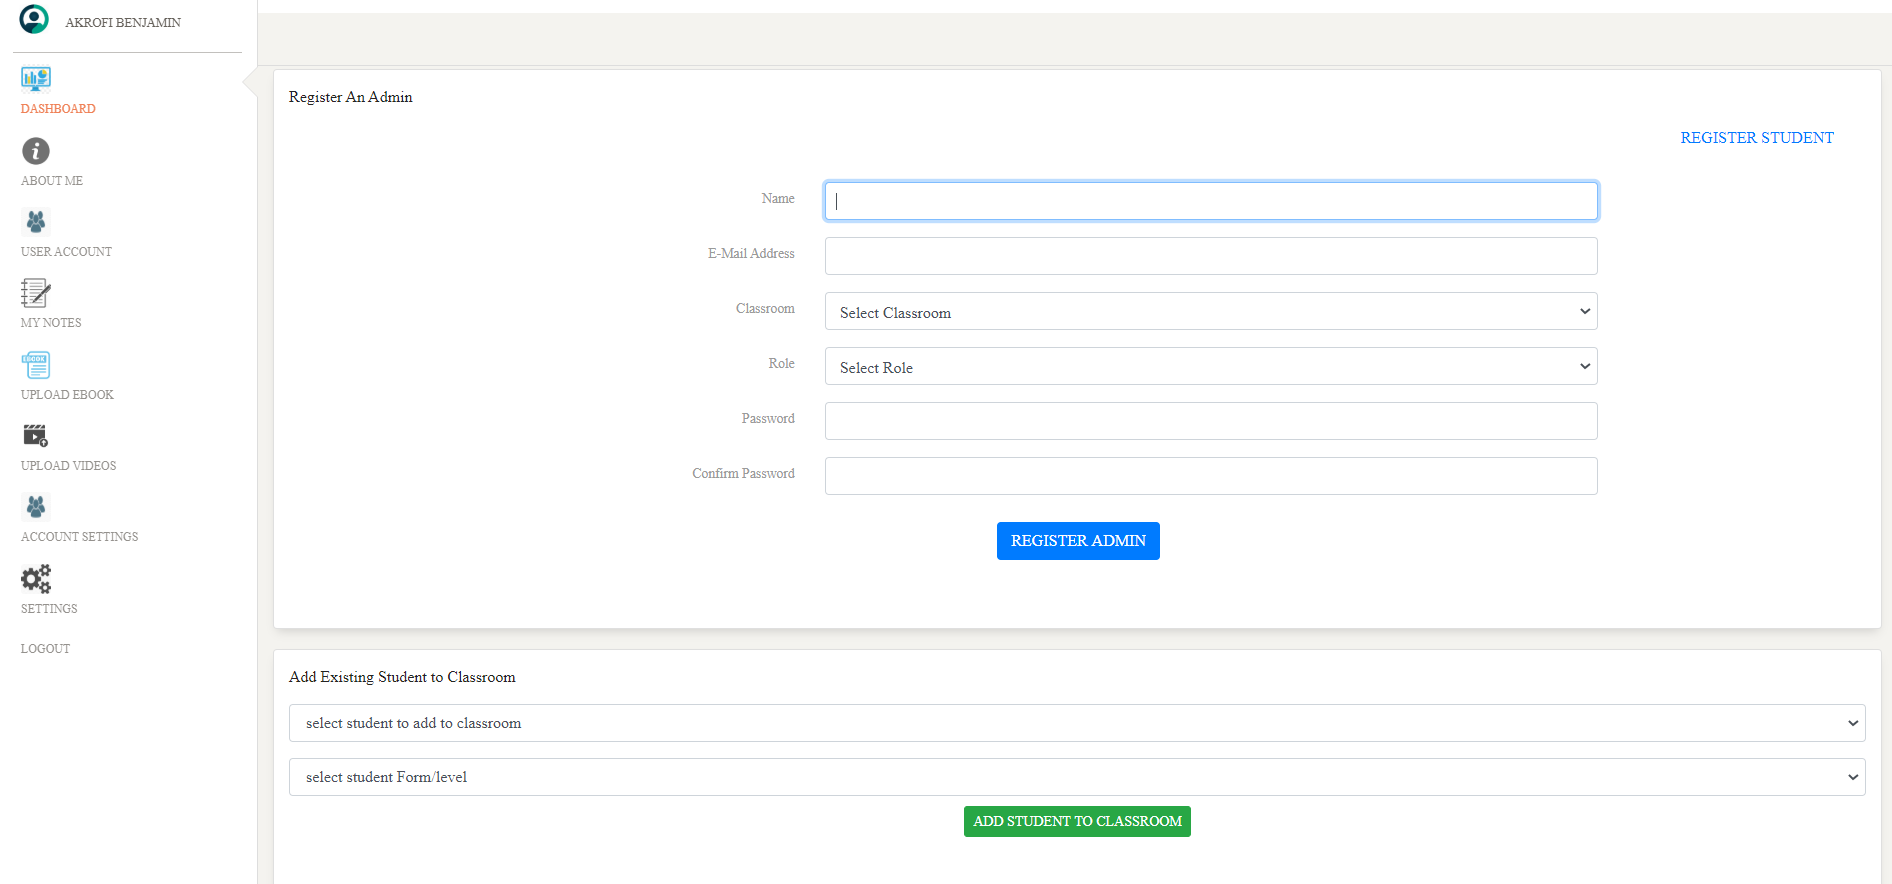 AKROFI BENJAMIN
DASHBOARD
ABOUT ME
USER ACCOUNT
MY NOTES
EBOOK
UPLOAD EBOOK
UPLOAD VIDEOS
ACCOUNT SETTINGS
SETTINGS
LOGOUT
Register An Admin
REGISTER STUDENT
Name
E-Mail Address
Classroom
Select Classroom
Role
Select Role
Password
Confirm Password
REGISTER ADMIN
Add Existing Student to Classroom
select student to add to classroom
select student Form/level
ADD STUDENT TO CLASSROOM